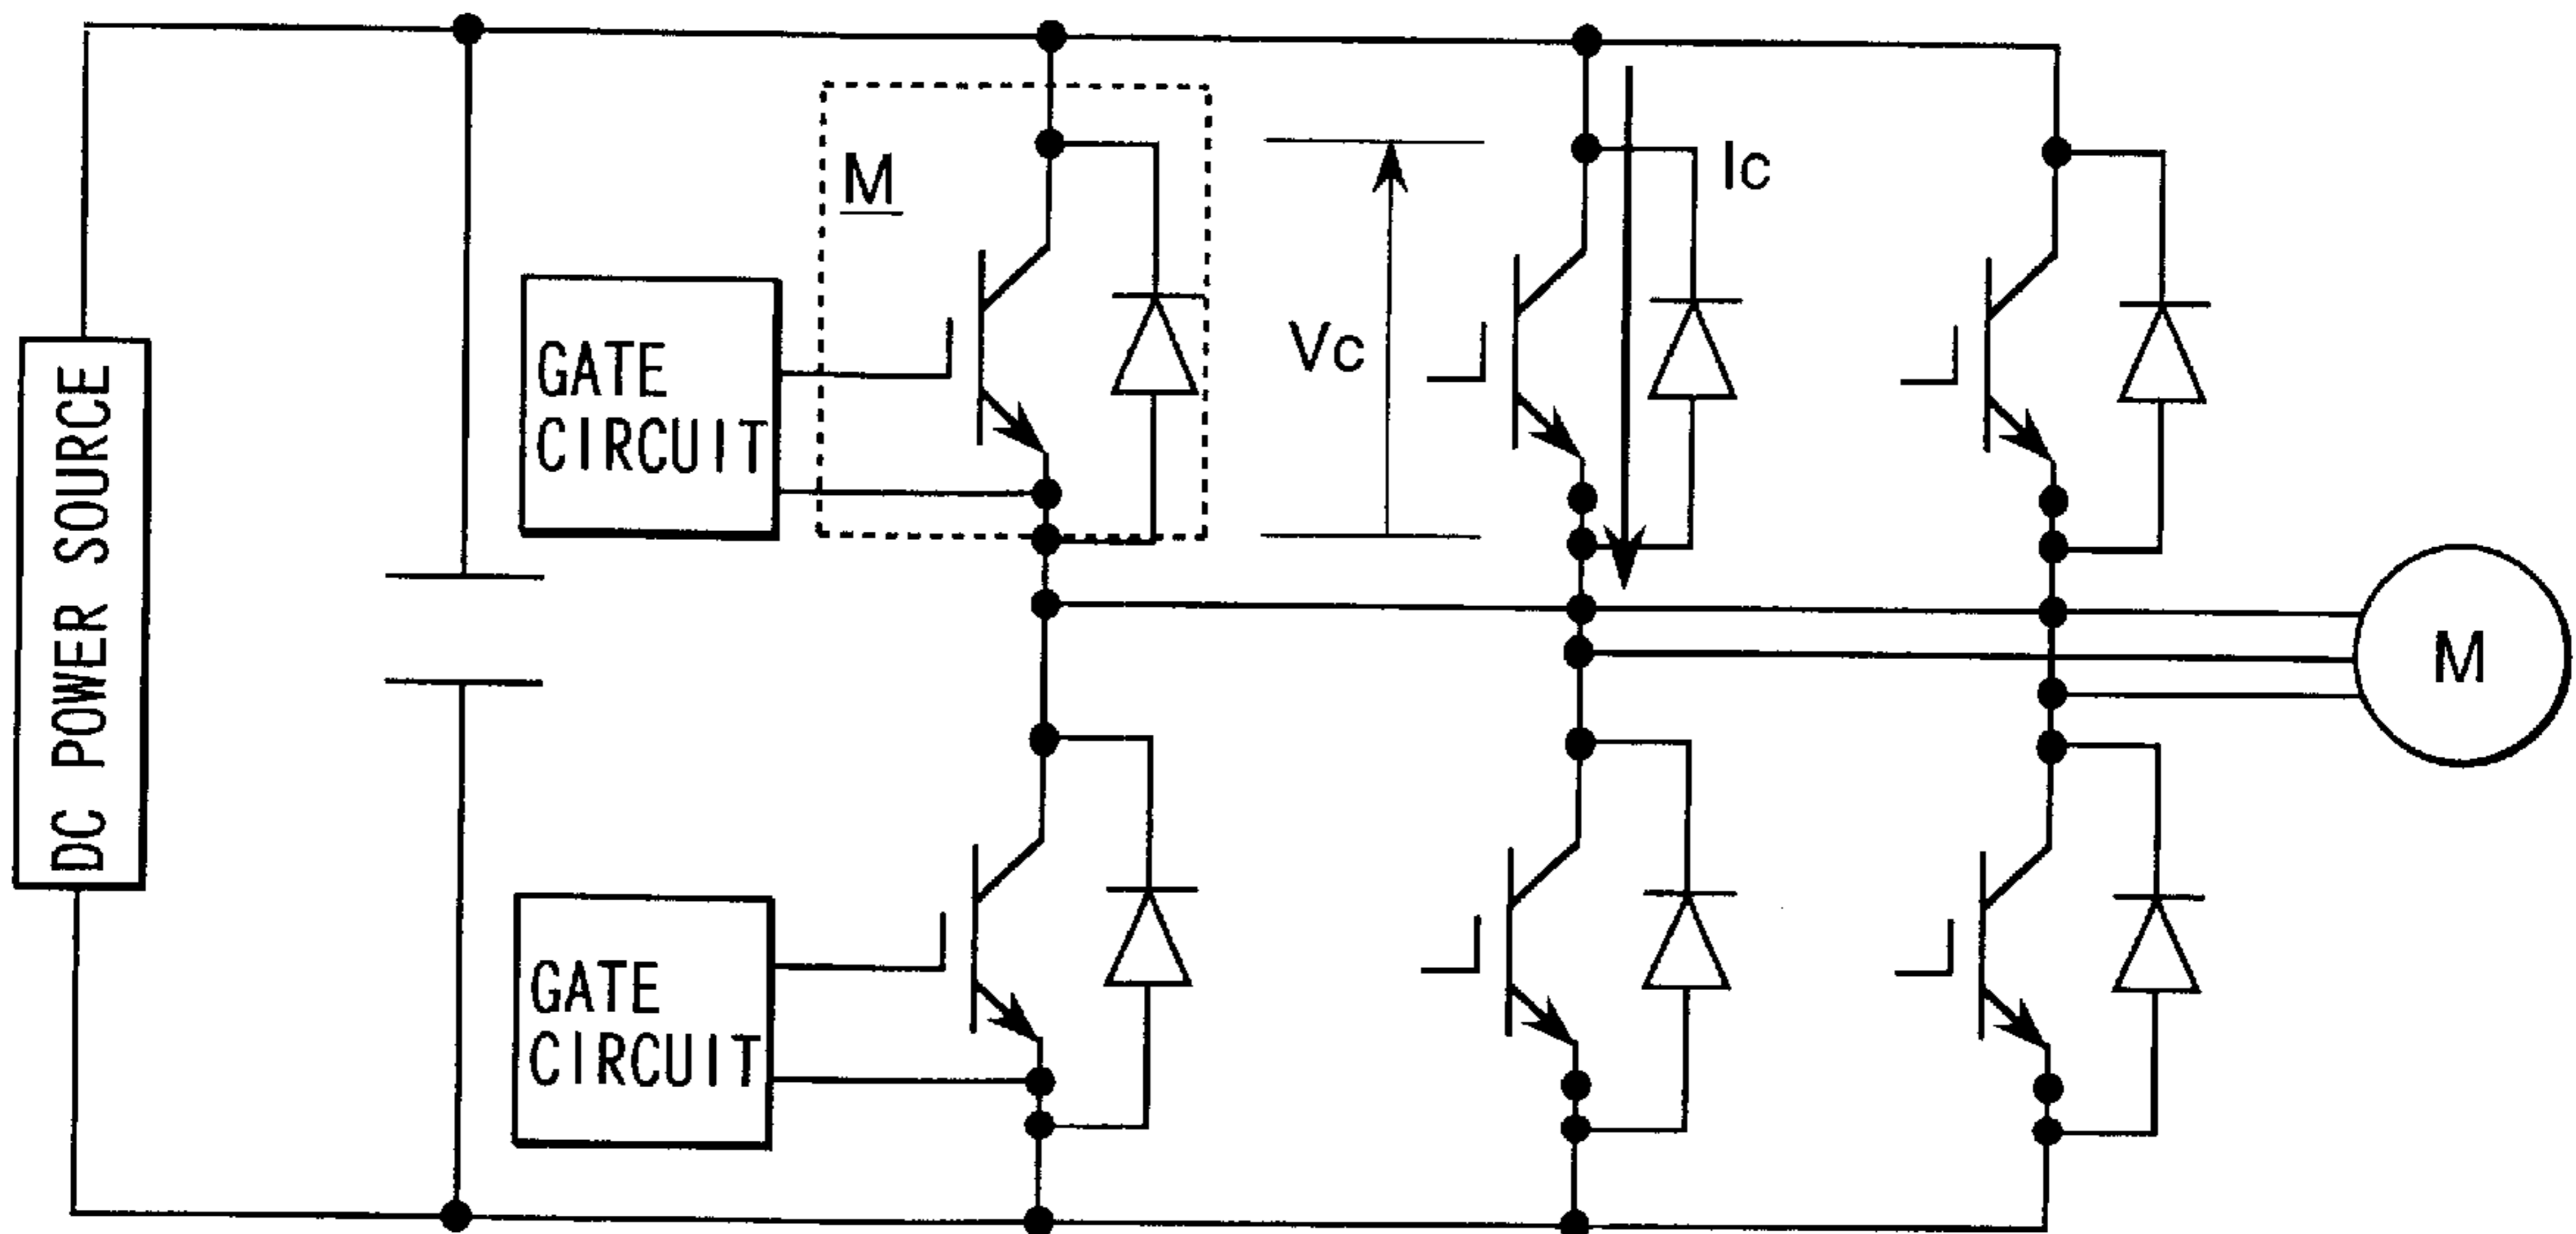 DC POWER SOURCE
M
GATE
CIRCUIT
Vc
Ic
M
GATE
CIRCUIT